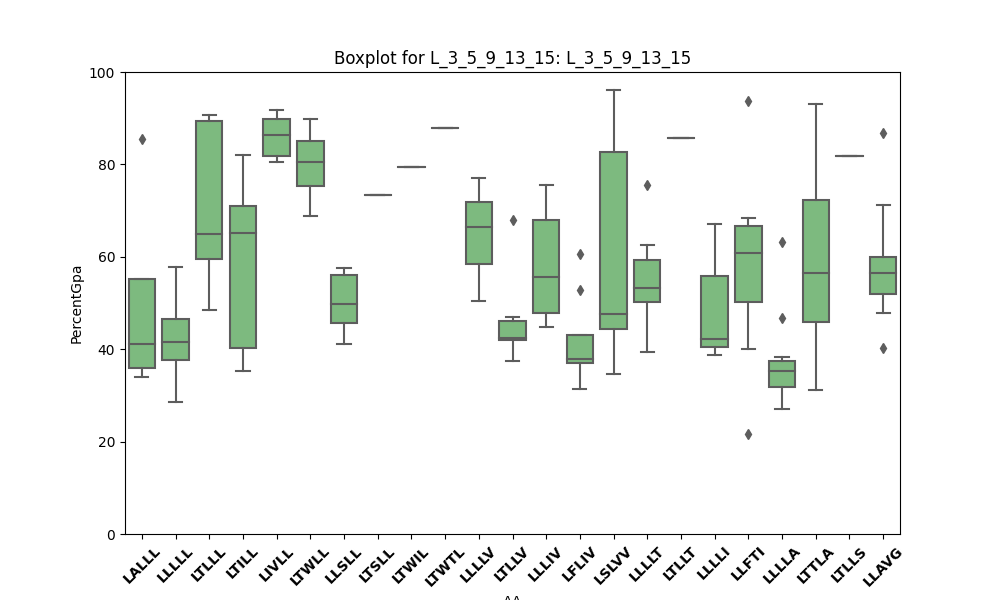 Boxplot for L_3_5_9_13_15: L_3_5_9_13_15
100
80
60
40
20
0
PercentGpa
LALLL LLLLL LTLLL LTILL LIVLL LTWLL LLSLL LTSLL LTWIL LTWTL LLLLV LTLLV LLLIV LFLIV LSLVV LLLLT LTLLT LLLLI LLFTI LLLLA LTTLA LTLLS LLAVG
AA